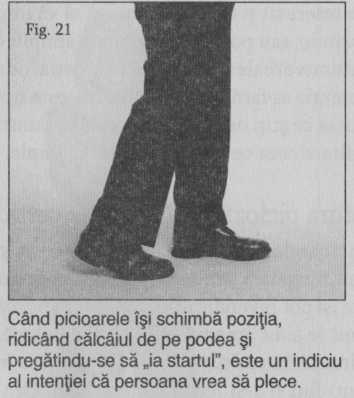 Fig. 21
Când picioarele își schimbă poziția,
ridicând călcâiul de pe podea și
pregătindu-se să „ia startul”, este un indiciu
al intenției că persoana vrea să plece.